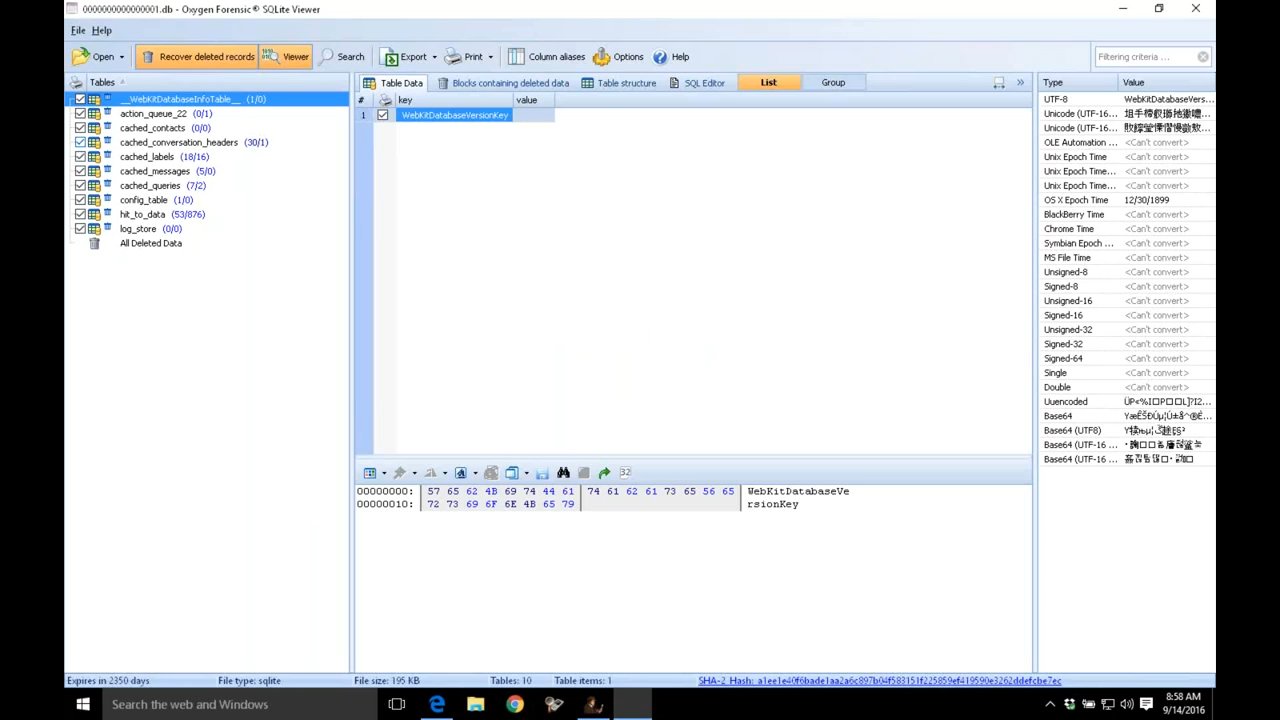 0000000000000001.db - Oxygen Forensic® SQLite Viewer
File Help
Open Recover deleted records Viewer Search Export Print Column aliases Options Help Filtering criteria ...
Tables
__WebKitDatabaseInfoTable__ (1/0)
action_queue_22 (0/1)
cached_contacts (0/0)
cached_conversation_headers (30/1)
cached_labels (18/16)
cached_messages (5/0)
cached_queries (7/2)
config_table (1/0)
hit_to_data (53/876)
log_store (0/0)
All Deleted Data
Table Data Blocks containing deleted data Table structure SQL Editor List Group »
# key value
1 WebKitDatabaseVersionKey
00000000: 57 65 62 4B 69 74 44 61 74 61 62 61 73 65 56 65 WebKitDatabaseVe
00000010: 72 73 69 6F 6E 4B 65 79 rsionKey
Type Value
UTF-8 WebKitDatabaseVers...
Unicode (UTF-16...
Unicode (UTF-16...
OLE Automation ... <Can't convert>
Unix Epoch Time <Can't convert>
Unix Epoch Time... <Can't convert>
Unix Epoch Time... <Can't convert>
OS X Epoch Time 12/30/1899
BlackBerry Time <Can't convert>
Chrome Time <Can't convert>
Symbian Epoch ... <Can't convert>
MS File Time <Can't convert>
Unsigned-8 <Can't convert>
Signed-8 <Can't convert>
Unsigned-16 <Can't convert>
Signed-16 <Can't convert>
Unsigned-32 <Can't convert>
Signed-32 <Can't convert>
Signed-64 <Can't convert>
Single <Can't convert>
Double <Can't convert>
Uuencoded
Base64
Base64 (UTF8)
Base64 (UTF-16 ...
Base64 (UTF-16 ...
Expires in 2350 days File type: sqlite File size: 195 KB Tables: 10 Table items: 1 SHA-2 Hash: a1ee1e40f6bade1aa2a6c897b04f583151f225859ef419590e3262ddefcbe7ec
Search the web and Windows
8:58 AM
9/14/2016